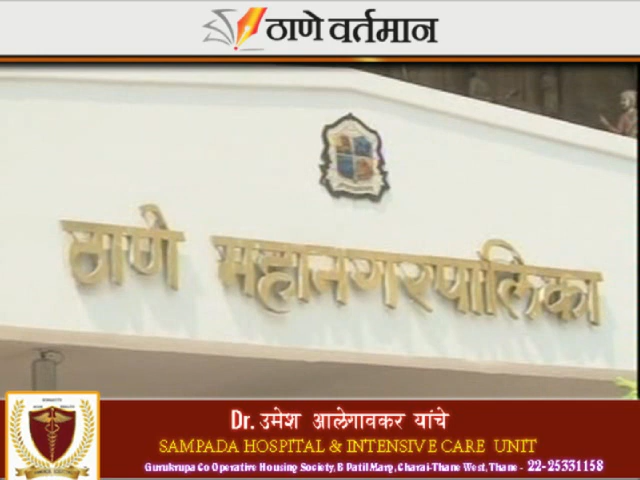 ठाणे वर्तमान
ठाणे महानगरपालिका
Dr. उमेश आलेगावकर यांचे
SAMPADA HOSPITAL & INTENSIVE CARE UNIT
Gurukrupa Co Operative Housing Society, B Patil Marg, Charai-Thane West, Thane - 22-25331158